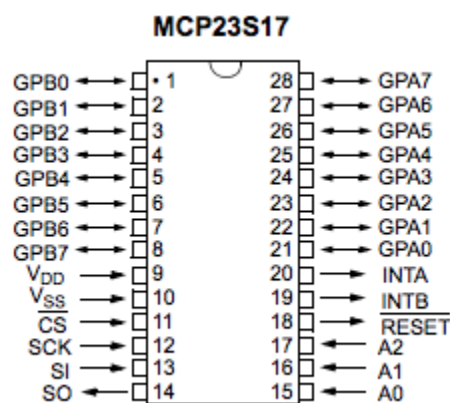 MCP23S17
GPB0 1 28 GPA7
GPB1 2 27 GPA6
GPB2 3 26 GPA5
GPB3 4 25 GPA4
GPB4 5 24 GPA3
GPB5 6 23 GPA2
GPB6 7 22 GPA1
GPB7 8 21 GPA0
VDD 9 20 INTA
VSS 10 19 INTB
CS 11 18 RESET
SCK 12 17 A2
SI 13 16 A1
SO 14 15 A0